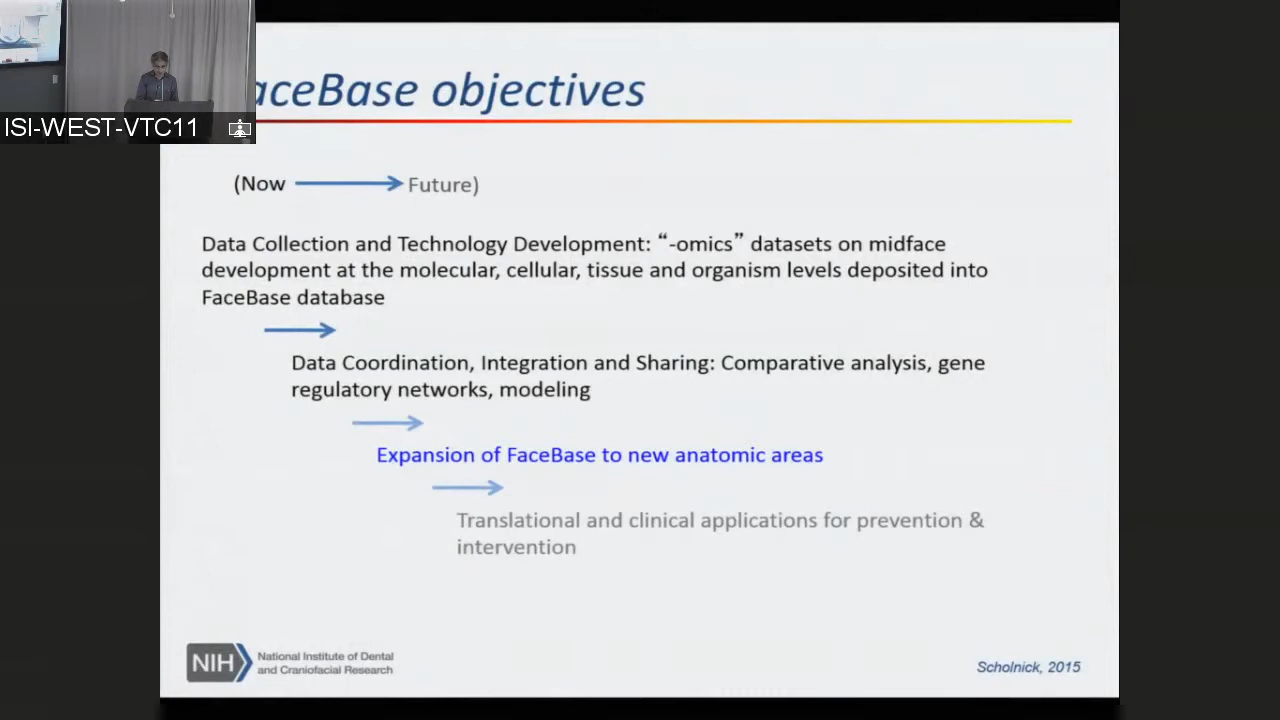 ISI-WEST-VTC11
aceBase objectives
(Now Future)
Data Collection and Technology Development: “-omics” datasets on midface
development at the molecular, cellular, tissue and organism levels deposited into
FaceBase database
Data Coordination, Integration and Sharing: Comparative analysis, gene
regulatory networks, modeling
Expansion of FaceBase to new anatomic areas
Translational and clinical applications for prevention &
intervention
NIH
National Institute of Dental
and Craniofacial Research
Scholnick, 2015